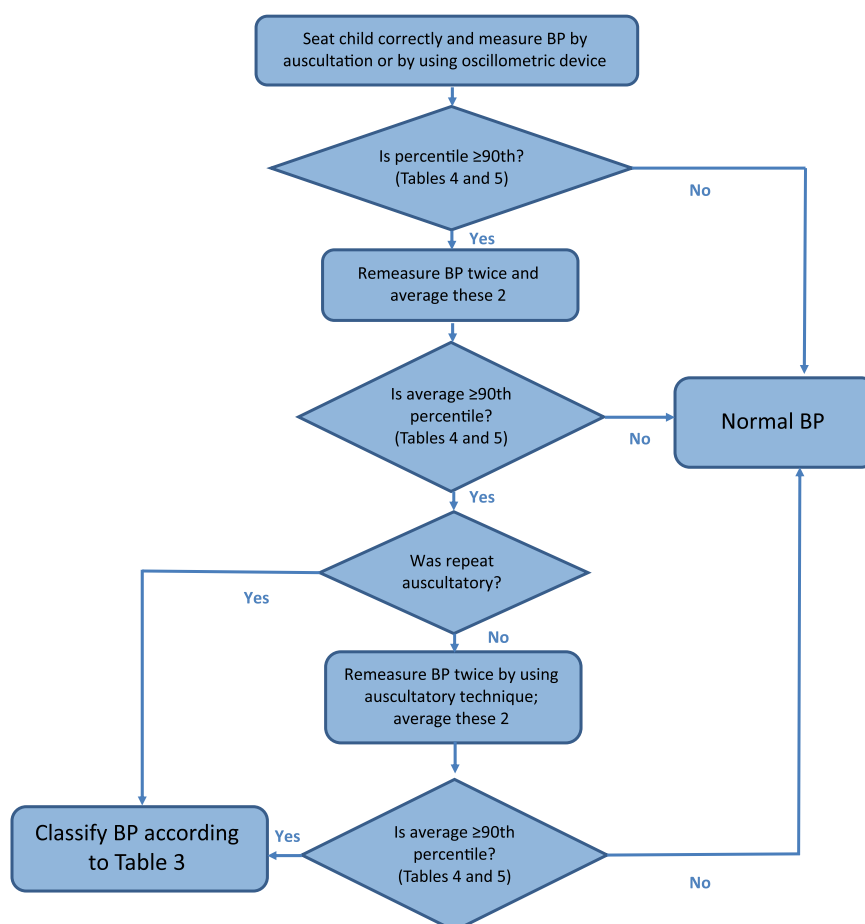 Seat child correctly and measure BP by
auscultation or by using oscillometric device
Is percentile ≥90th?
(Tables 4 and 5)
No
Yes
Remeasure BP twice and
average these 2
Is average ≥90th
percentile?
(Tables 4 and 5)
No
Normal BP
Yes
Was repeat
auscultatory?
Yes
No
Remeasure BP twice by using
auscultatory technique;
average these 2
Is average ≥90th
percentile?
(Tables 4 and 5)
Yes
No
Classify BP according
to Table 3